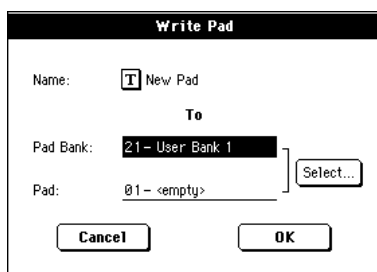 Write Pad
Name: T New Pad
To
Pad Bank: 21- User Bank 1
Select...
Pad: 01- <empty>
Cancel OK